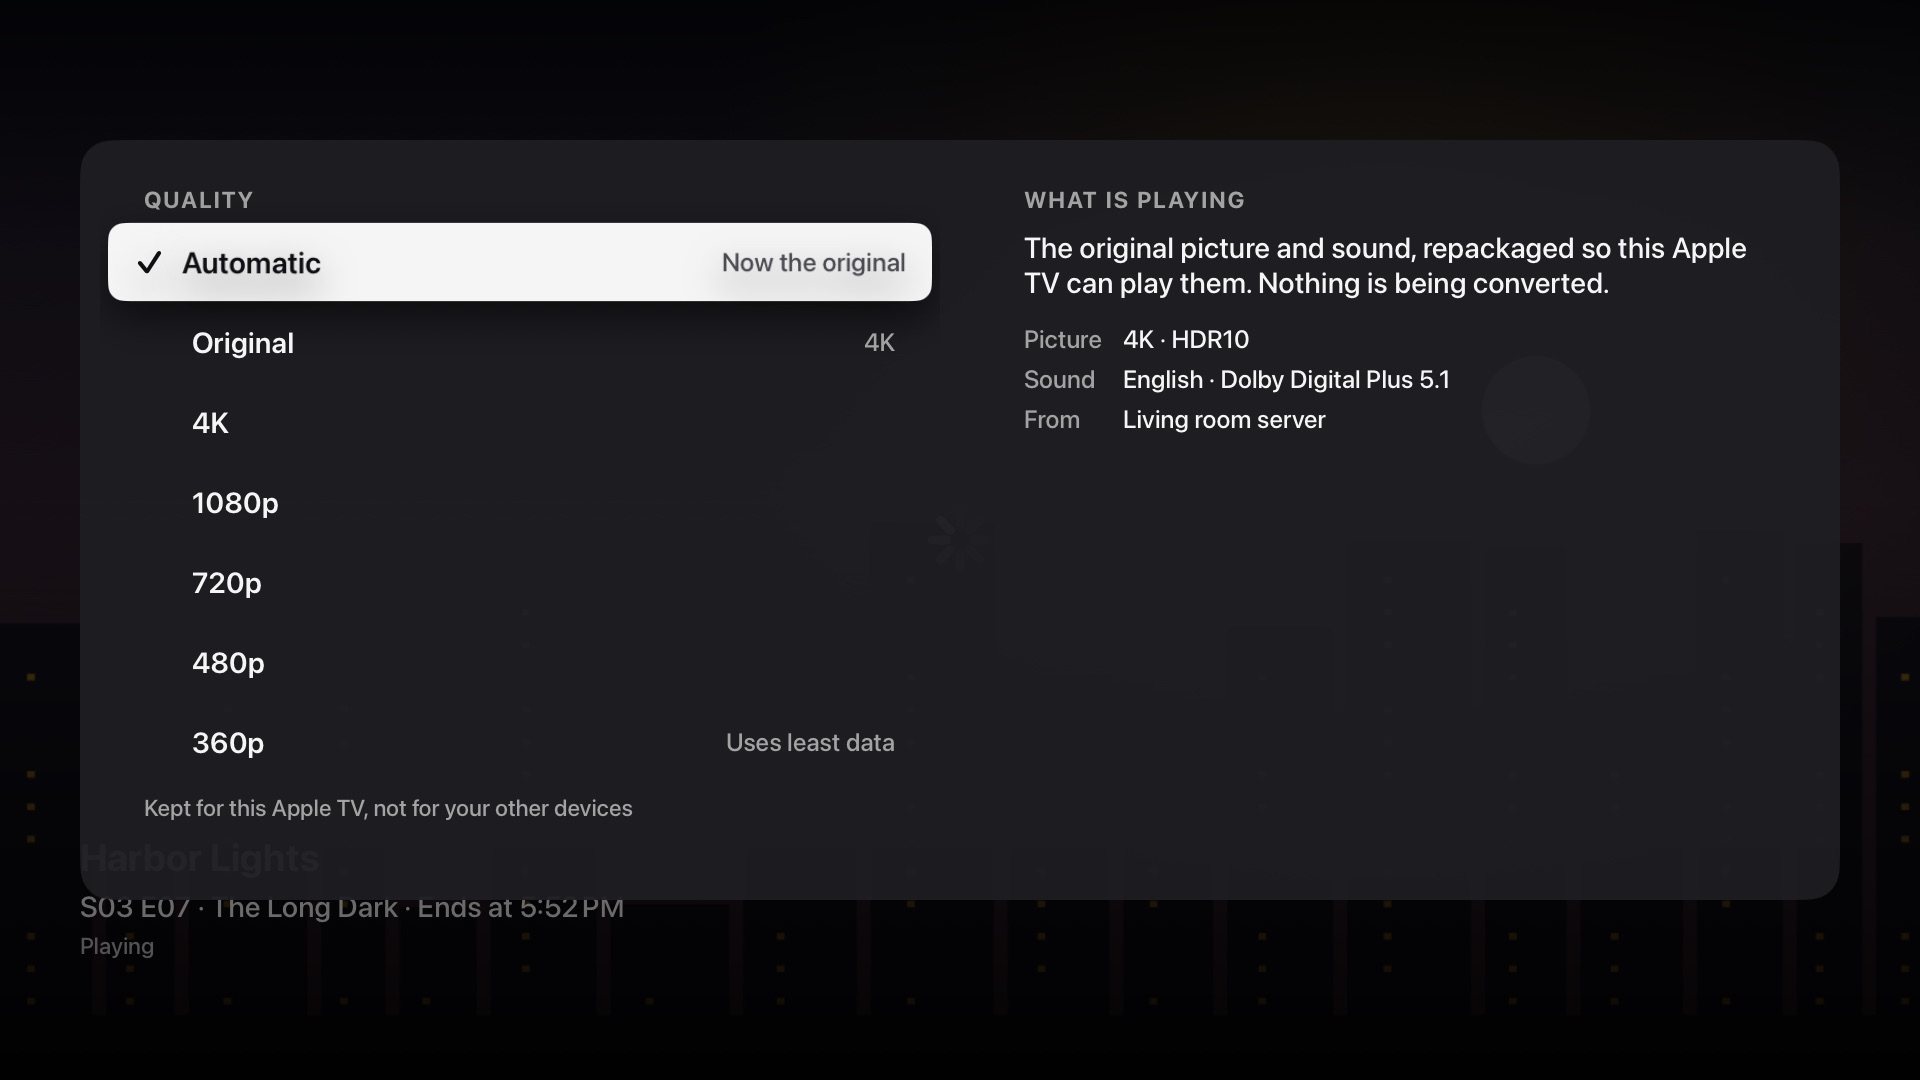 QUALITY
Automatic Now the original
Original 4K
4K
1080p
720p
480p
360p Uses least data
Kept for this Apple TV, not for your other devices
WHAT IS PLAYING
The original picture and sound, repackaged so this Apple
TV can play them. Nothing is being converted.
Picture 4K · HDR10
Sound English · Dolby Digital Plus 5.1
From Living room server
Harbor Lights
S03 E07 · The Long Dark · Ends at 5:52 PM
Playing